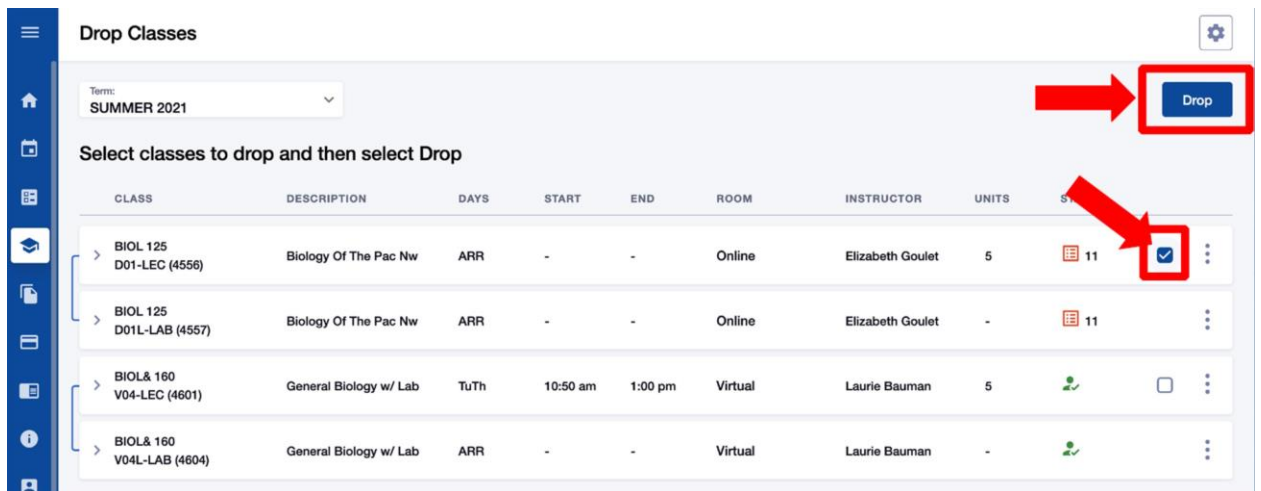 Drop Classes
Term:
SUMMER 2021
Drop
Select classes to drop and then select Drop
CLASS DESCRIPTION DAYS START END ROOM INSTRUCTOR UNITS
BIOL 125
D01-LEC (4556) Biology Of The Pac Nw ARR - - Online Elizabeth Goulet 5 11
BIOL 125
D01L-LAB (4557) Biology Of The Pac Nw ARR - - Online Elizabeth Goulet - 11
BIOL& 160
V04-LEC (4601) General Biology w/ Lab TuTh 10:50 am 1:00 pm Virtual Laurie Bauman 5
BIOL& 160
V04L-LAB (4604) General Biology w/ Lab ARR - - Virtual Laurie Bauman -